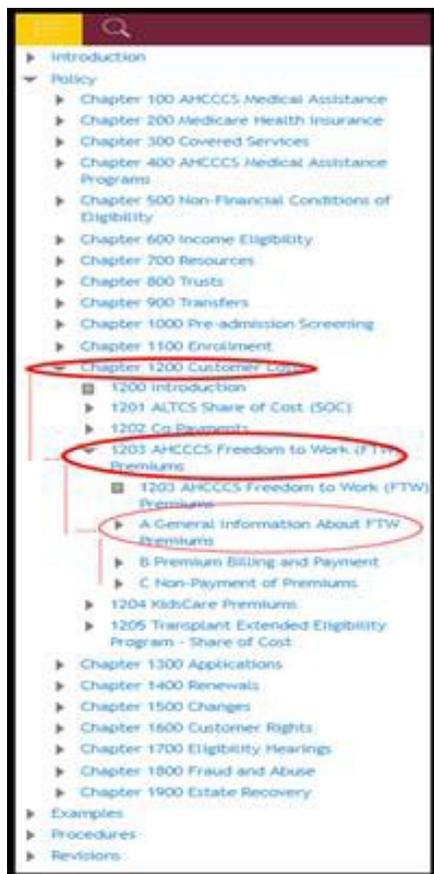 Introduction
Policy
Chapter 100 AHCCCS Medical Assistance
Chapter 200 Medicare Health Insurance
Chapter 300 Covered Services
Chapter 400 AHCCCS Medical Assistance
Programs
Chapter 500 Non-Financial Conditions of
Eligibility
Chapter 600 Income Eligibility
Chapter 700 Resources
Chapter 800 Trusts
Chapter 900 Transfers
Chapter 1000 Pre-admission Screening
Chapter 1100 Enrollment
Chapter 1200 Customer Costs
1200 Introduction
1201 ALTCS Share of Cost (SOC)
1202 Co Payments
1203 AHCCCS Freedom to Work (FTW)
Premiums
1203 AHCCCS Freedom to Work (FTW)
Premiums
A General Information About FTW
Premiums
B Premium Billing and Payment
C Non-Payment of Premiums
1204 KidsCare Premiums
1205 Transplant Extended Eligibility
Program - Share of Cost
Chapter 1300 Applications
Chapter 1400 Renewals
Chapter 1500 Changes
Chapter 1600 Customer Rights
Chapter 1700 Eligibility Hearings
Chapter 1800 Fraud and Abuse
Chapter 1900 Estate Recovery
Examples
Procedures
Revisions